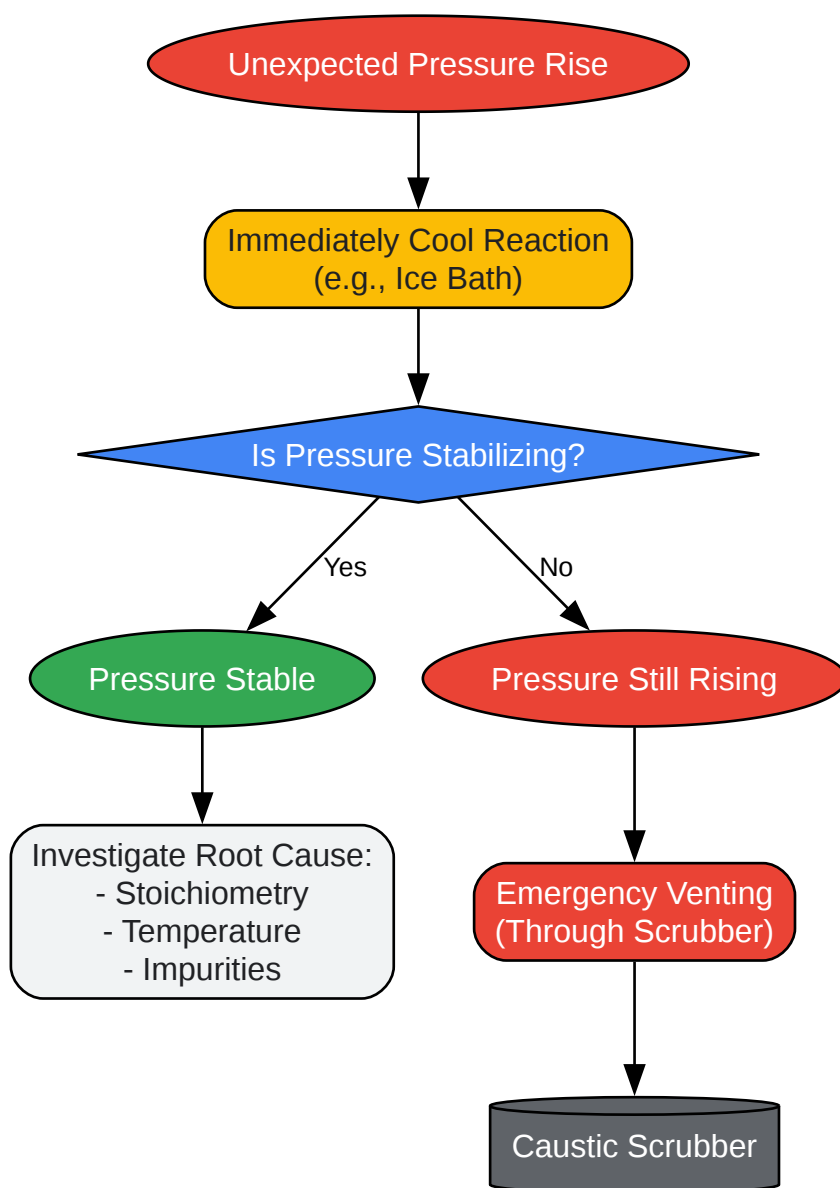 Unexpected Pressure Rise
Immediately Cool Reaction
(e.g., Ice Bath)
Is Pressure Stabilizing?
Yes
No
Pressure Stable
Pressure Still Rising
Investigate Root Cause:
- Stoichiometry
- Temperature
- Impurities
Emergency Venting
(Through Scrubber)
Caustic Scrubber